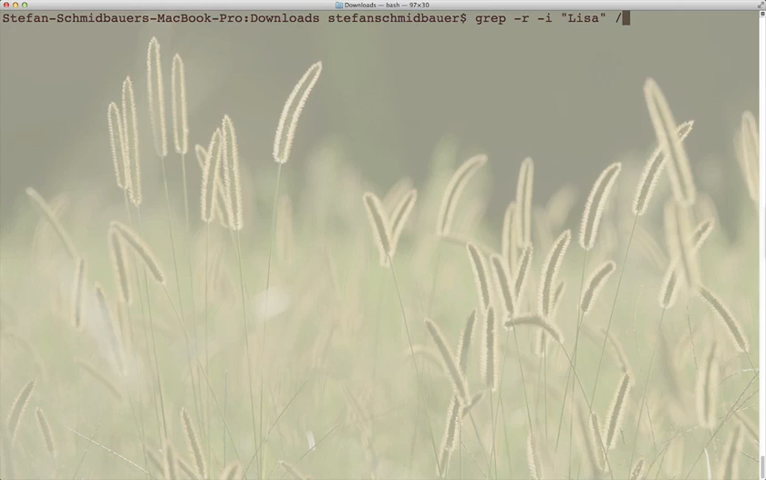 Downloads — bash — 97×30
Stefan-Schmidbauers-MacBook-Pro:Downloads stefanschmidbauer$ grep -r -i "Lisa" /